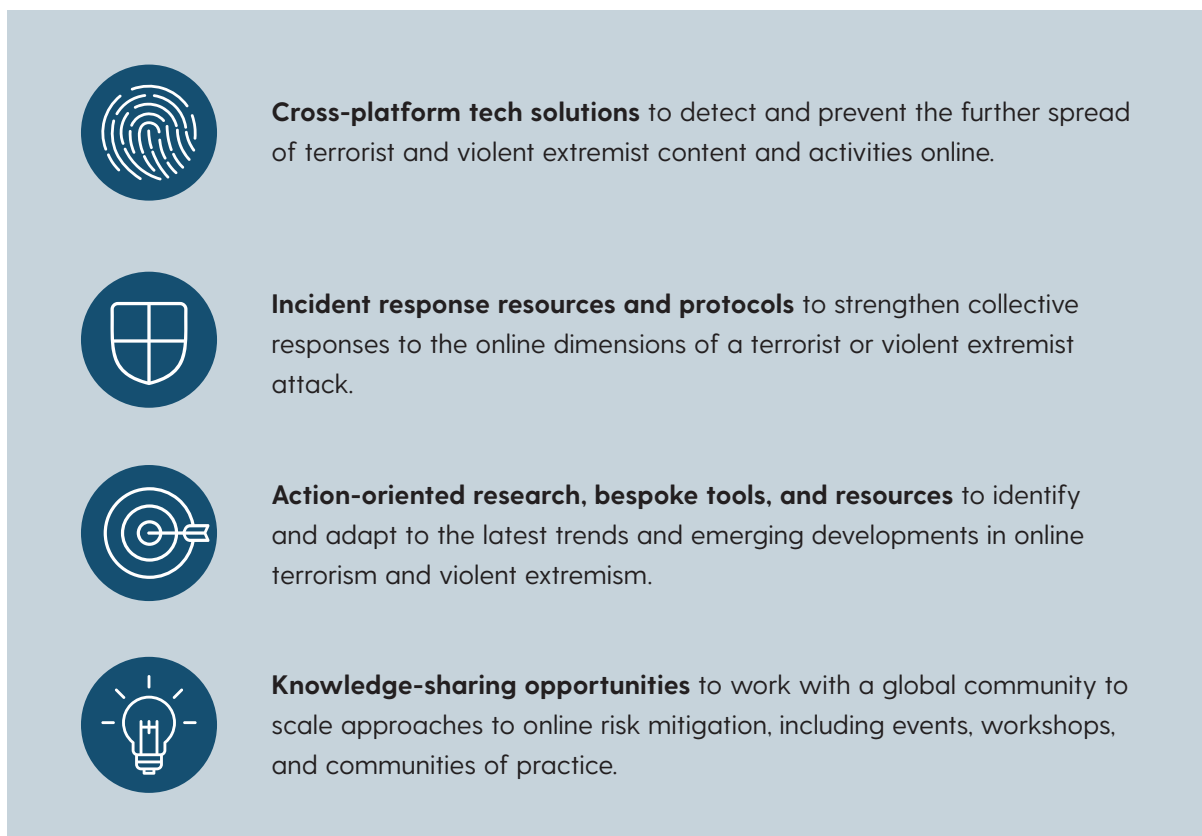 Cross-platform tech solutions to detect and prevent the further spread
of terrorist and violent extremist content and activities online.
Incident response resources and protocols to strengthen collective
responses to the online dimensions of a terrorist or violent extremist
attack.
Action-oriented research, bespoke tools, and resources to identify
and adapt to the latest trends and emerging developments in online
terrorism and violent extremism.
Knowledge-sharing opportunities to work with a global community to
scale approaches to online risk mitigation, including events, workshops,
and communities of practice.